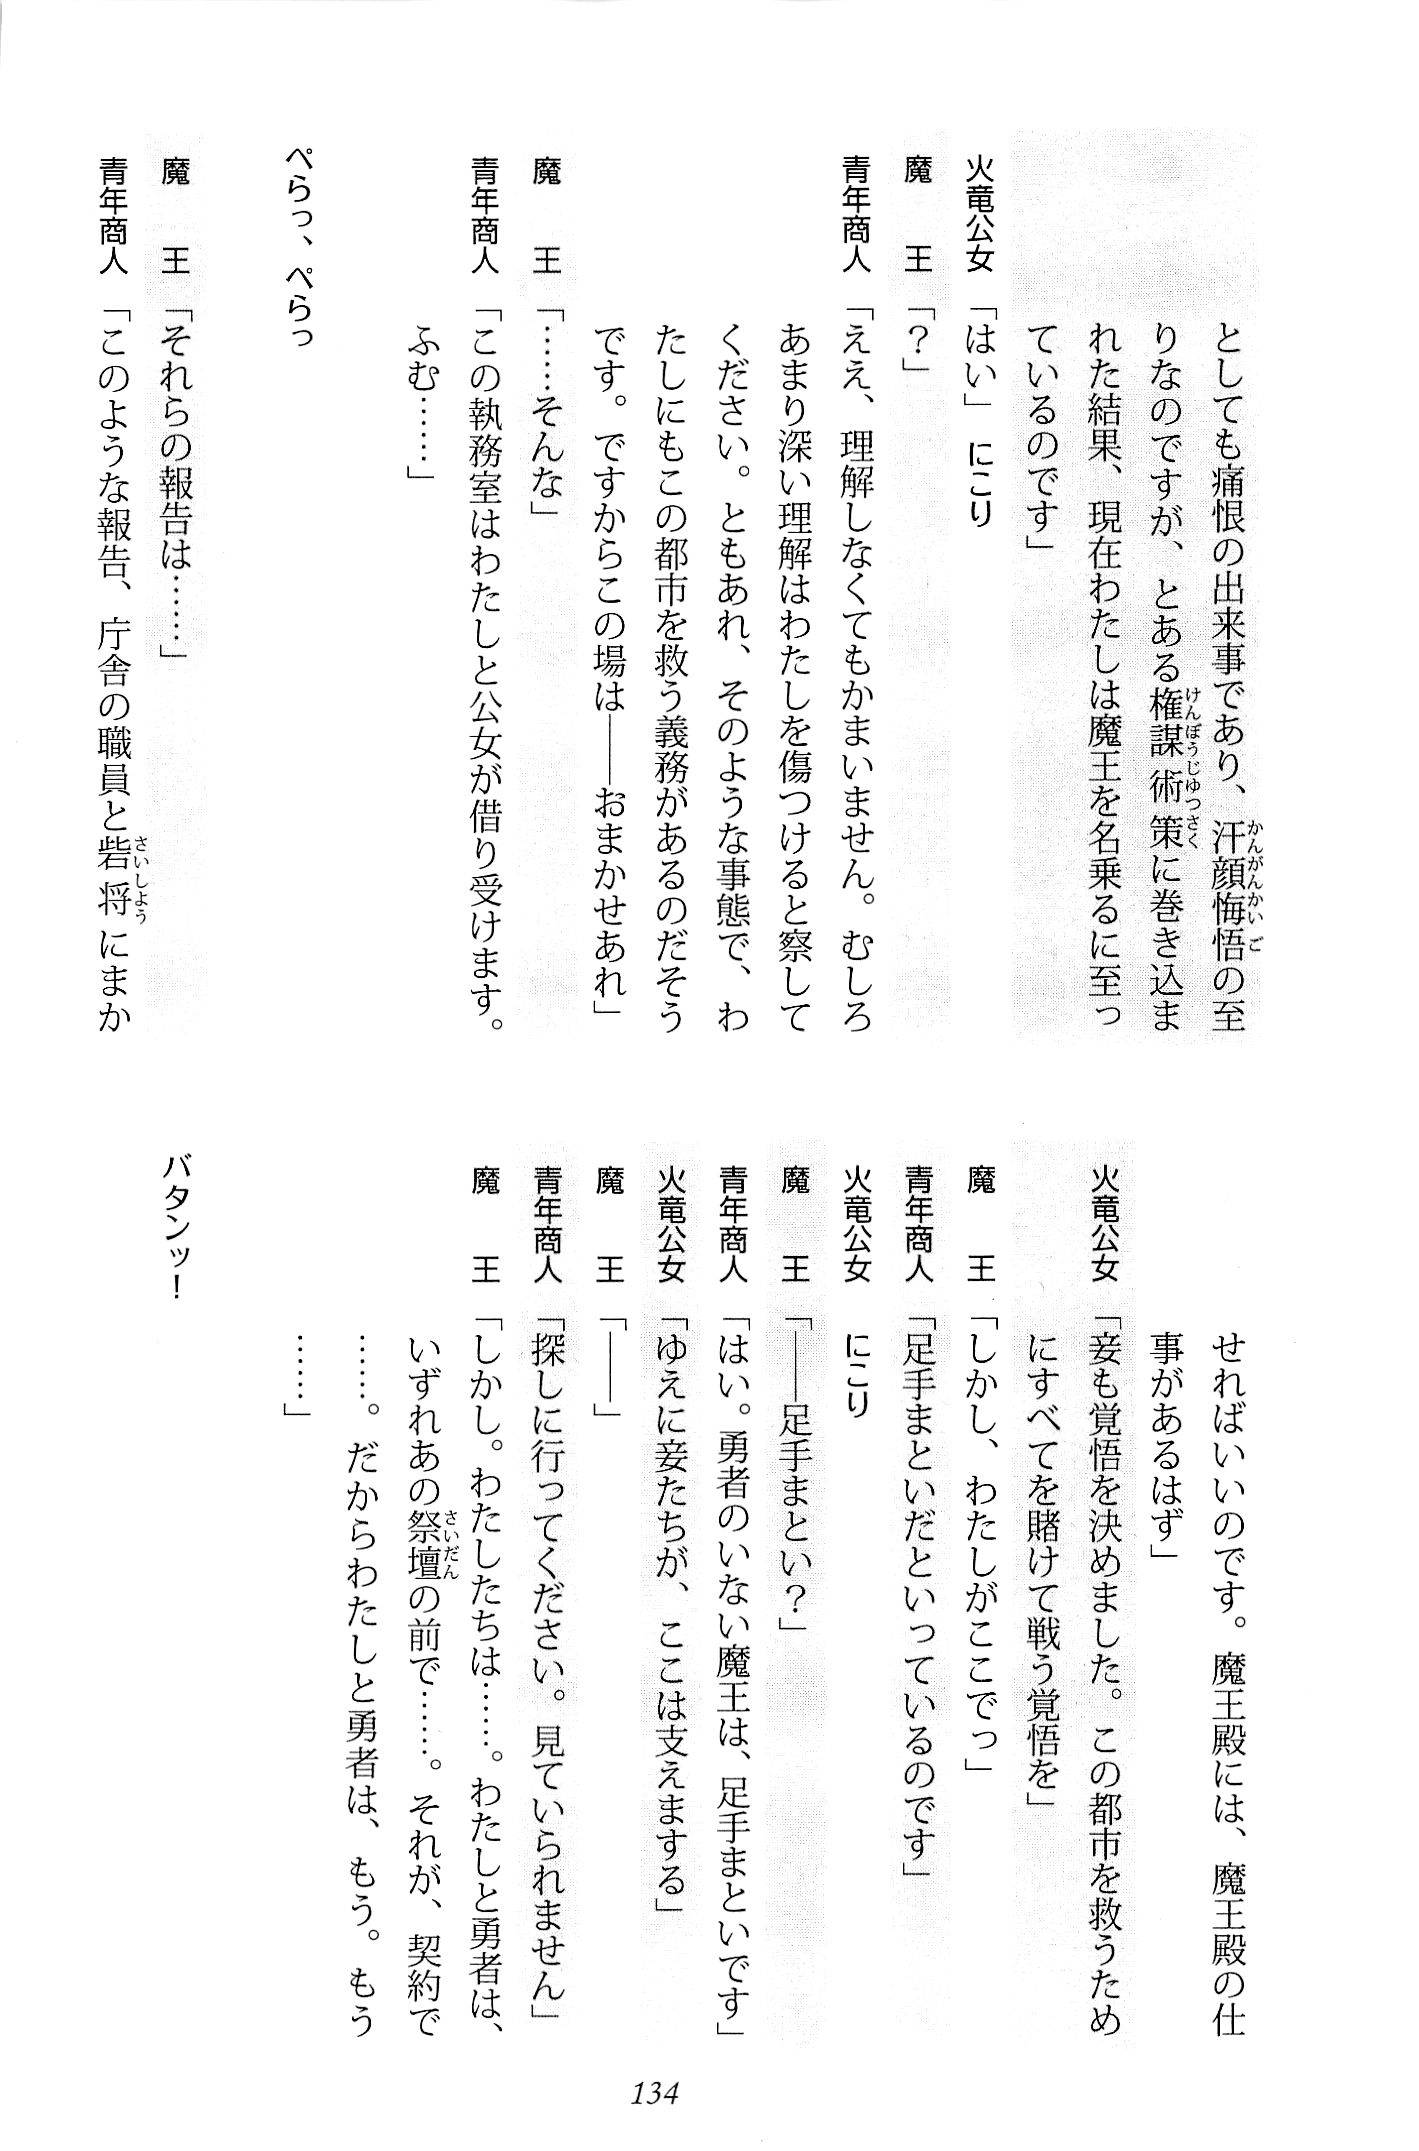 としても痛恨の出来事であり、汗顔悔悟の至
りなのですが、とある権謀術策に巻き込ま
れた結果、現在わたしは魔王を名乗るに至っ
ているのです」
火竜公女「はい」にこり
魔　王「？」
青年商人「ええ、理解しなくてもかまいません。むしろ
あまり深い理解はわたしを傷つけると察して
ください。ともあれ、そのような事態で、わ
たしにもこの都市を救う義務があるのだそう
です。ですからこの場は――おまかせあれ」
魔　王「……そんな」
青年商人「この執務室はわたしと公女が借り受けます。
ふむ……」
ぺらっ、ぺらっ
魔　王「それらの報告は……」
青年商人「このような報告、庁舎の職員と砦将にまか
せればいいのです。魔王殿には、魔王殿の仕
事があるはず」
火竜公女「妾も覚悟を決めました。この都市を救うため
にすべてを賭けて戦う覚悟を」
魔　王「しかし、わたしがここでっ」
青年商人「足手まといだといっているのです」
火竜公女　にこり
魔　王「――足手まとい？」
青年商人「はい。勇者のいない魔王は、足手まといです」
火竜公女「ゆえに妾たちが、ここは支えまする」
魔　王「――」
青年商人「探しに行ってください。見ていられません」
魔　王「しかし。わたしたちは……。わたしと勇者は、
いずれあの祭壇の前で……。それが、契約で
……。だからわたしと勇者は、もう。もう
……」
バタンッ！
134